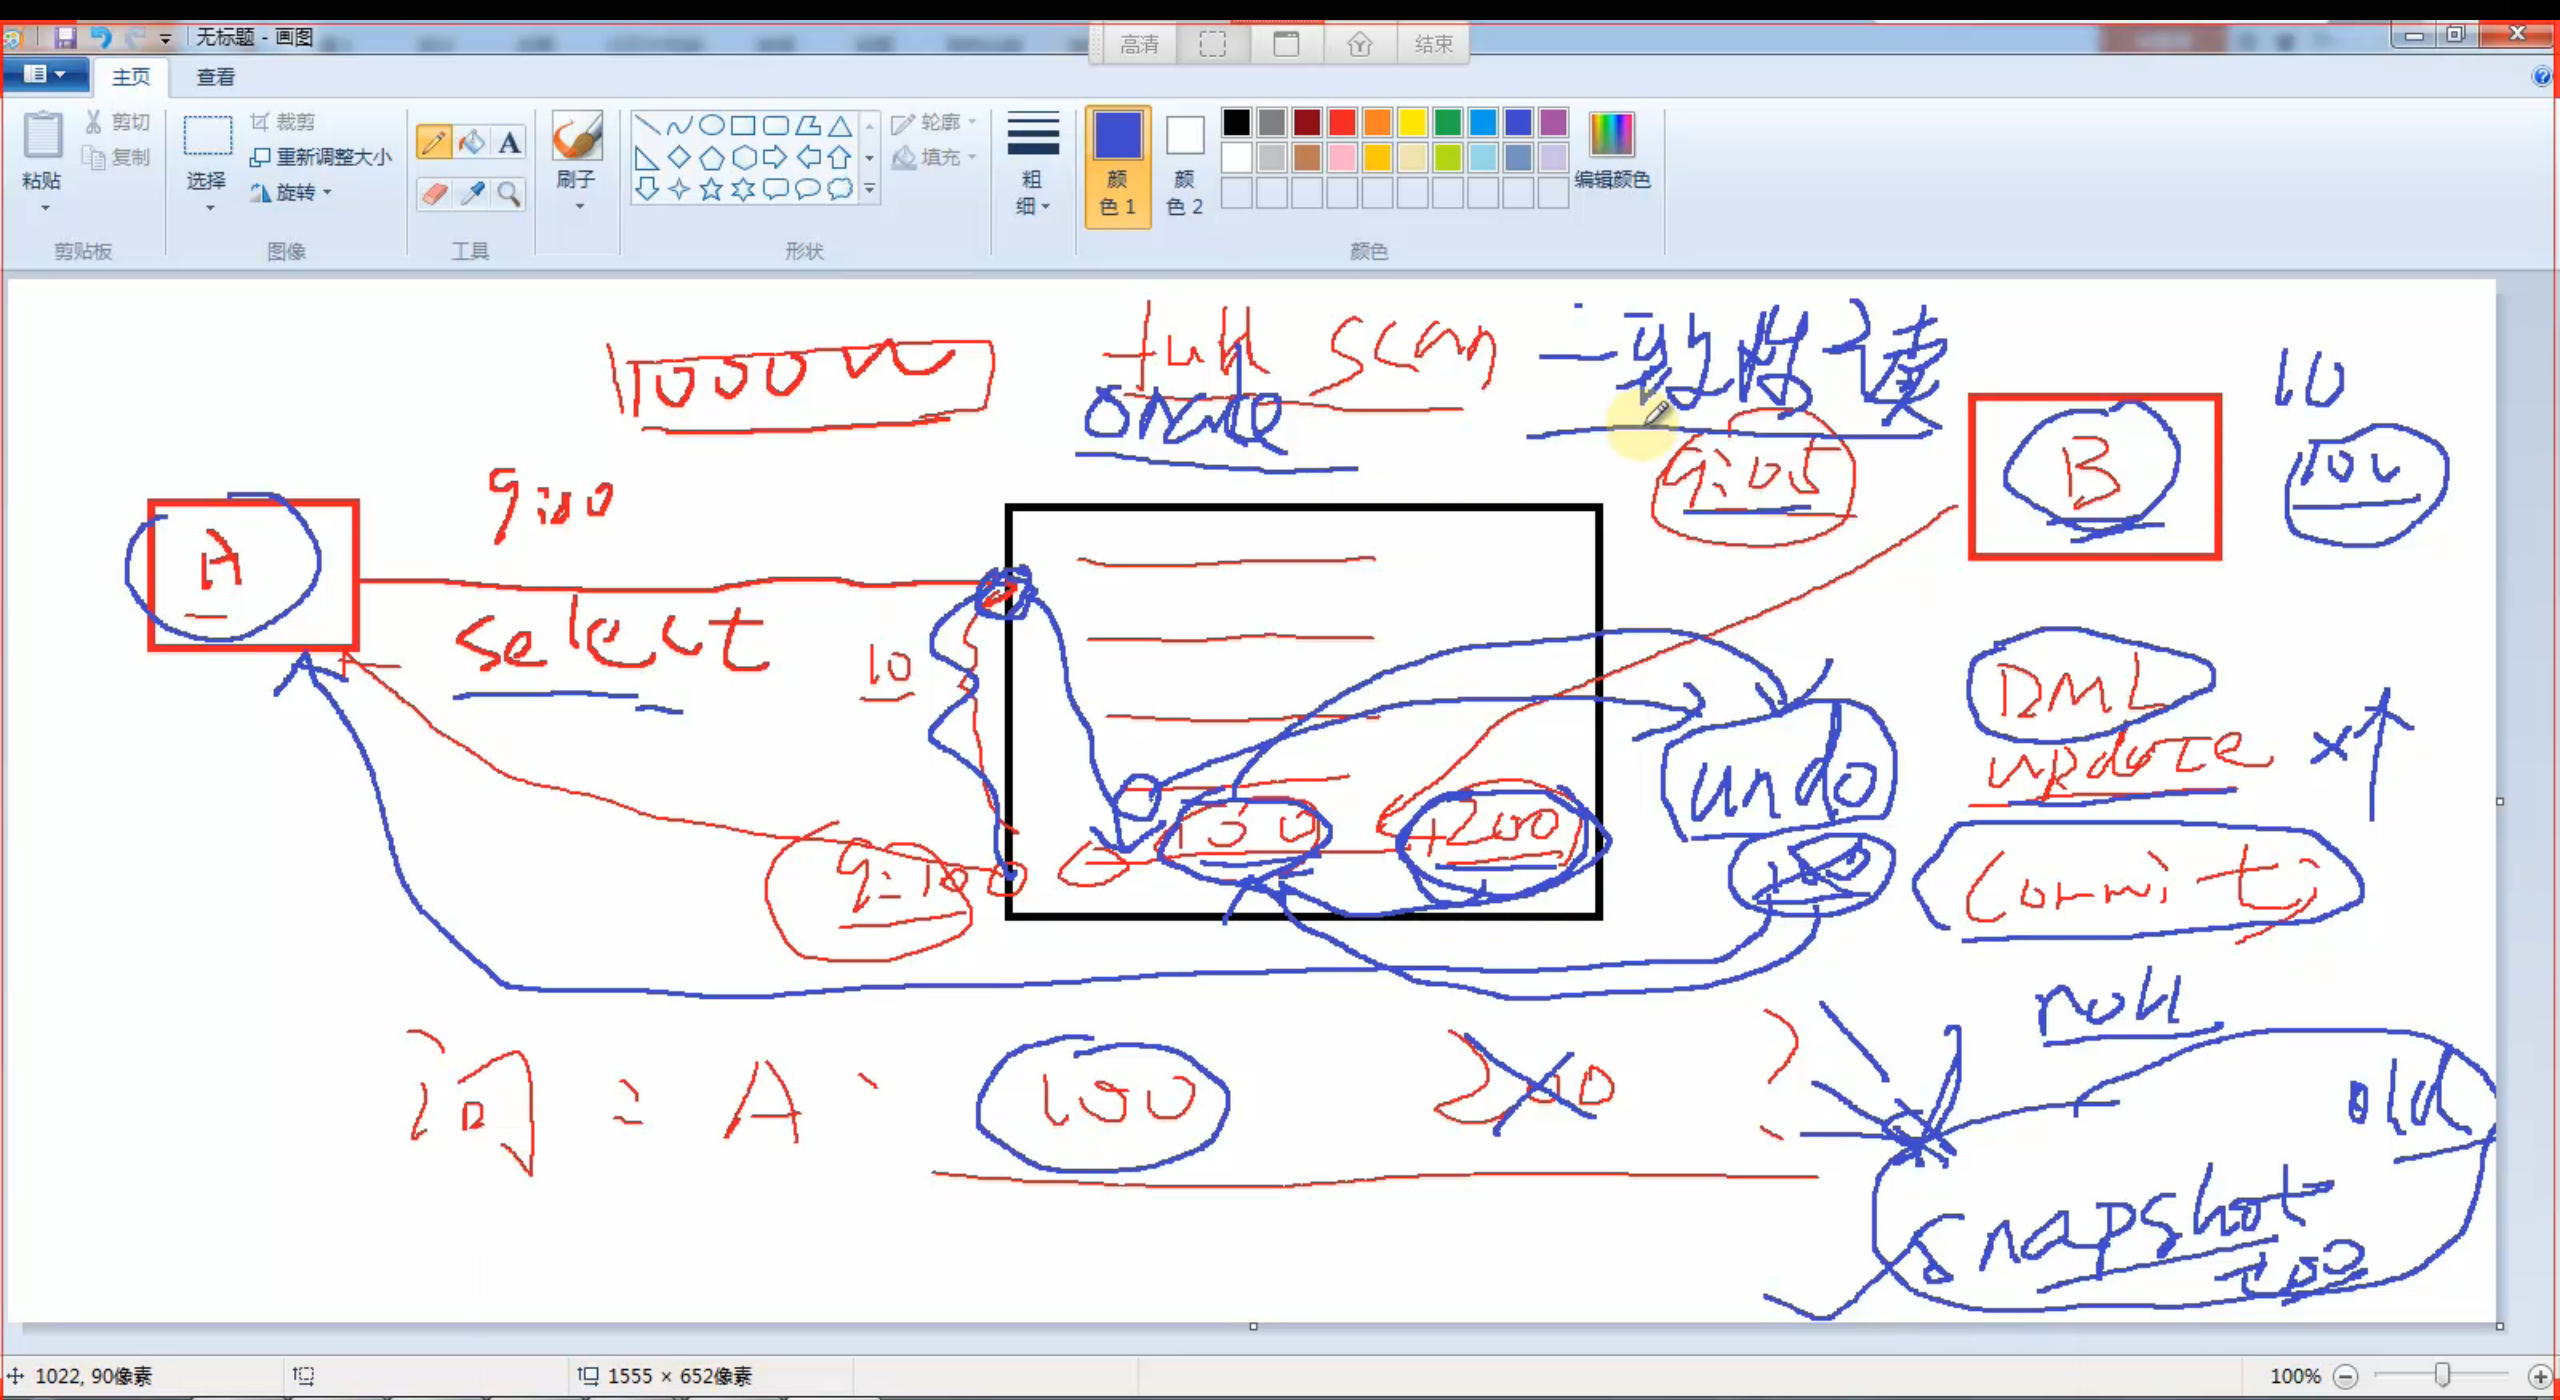 无标题 - 画图
高清 结束
主页 查看
粘贴 剪切 复制
选择 裁剪 重新调整大小 旋转
A
刷子
轮廓 填充
粗细
颜色 1 颜色 2
编辑颜色
剪贴板 图像 工具 形状 颜色
1000W
full scan
一致性读
10
9:05
B
100
9:00
A
select
10
DML
undo
update
100
200
9:10
100
commit;
roll
问: A: 100 200 ?
old
snapshot
too
1022, 90像素
1555 × 652像素
100%